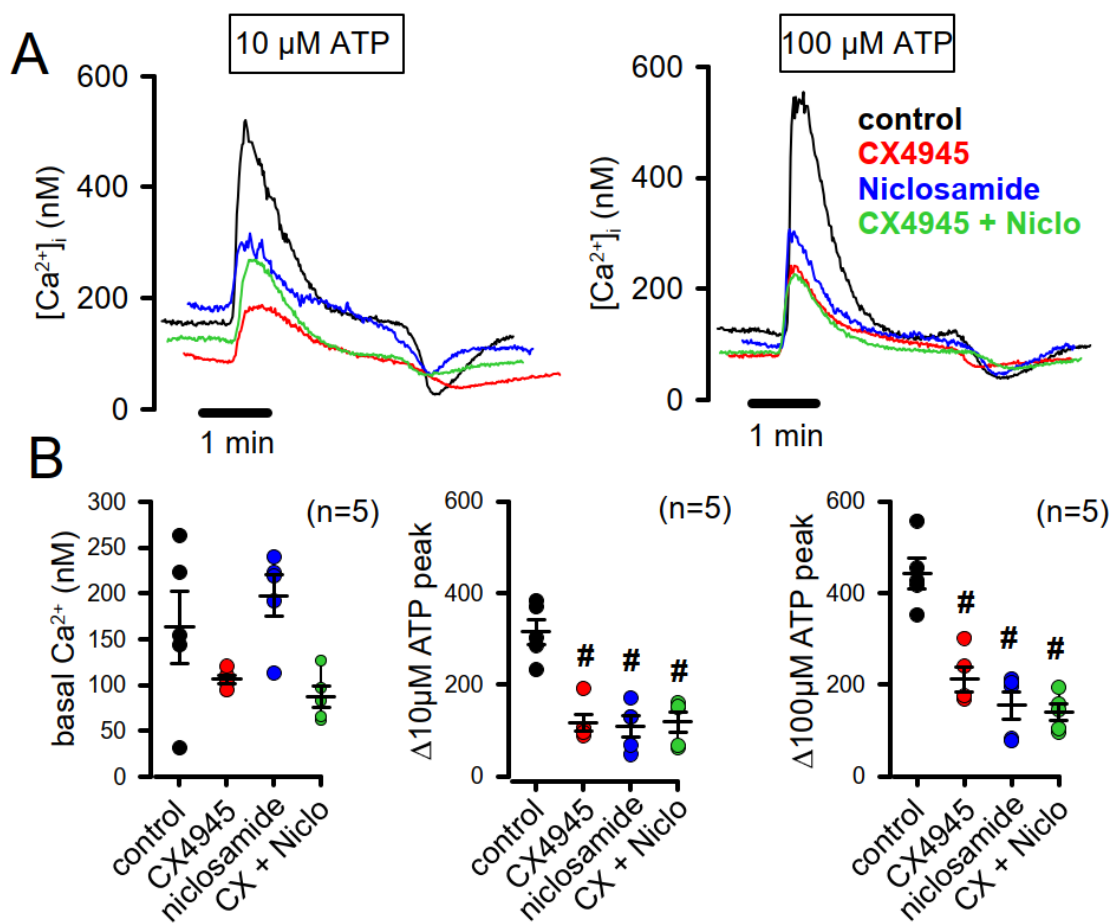 A
10 µM ATP
100 µM ATP
600
400
200
0
[Ca²⁺]ᵢ (nM)
1 min
600
400
200
0
[Ca²⁺]ᵢ (nM)
1 min
control
CX4945
Niclosamide
CX4945 + Niclo
B
300
250
200
150
100
50
0
basal Ca²⁺ (nM)
(n=5)
control
CX4945
niclosamide
CX + Niclo
600
400
200
0
Δ10µM ATP peak
(n=5)
# # #
control
CX4945
niclosamide
CX + Niclo
600
400
200
0
Δ100µM ATP peak
(n=5)
# # #
control
CX4945
niclosamide
CX + Niclo